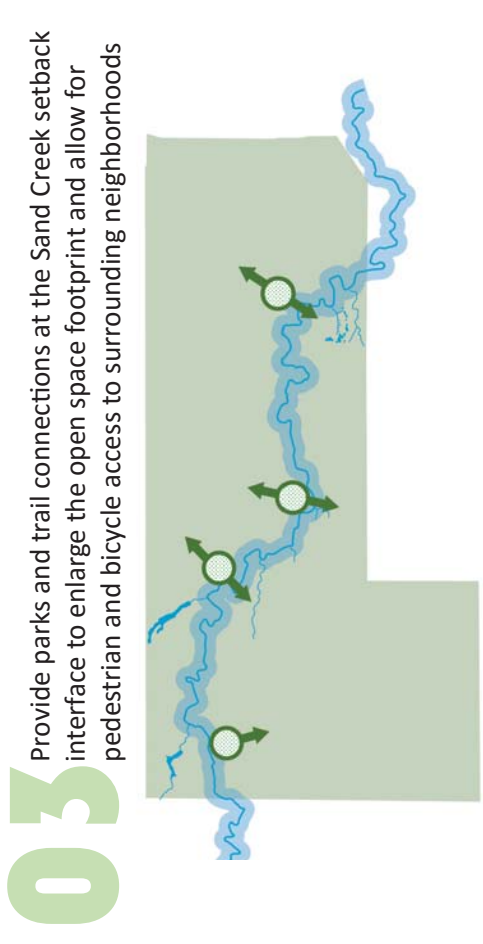 03
Provide parks and trail connections at the Sand Creek setback
interface to enlarge the open space footprint and allow for
pedestrian and bicycle access to surrounding neighborhoods